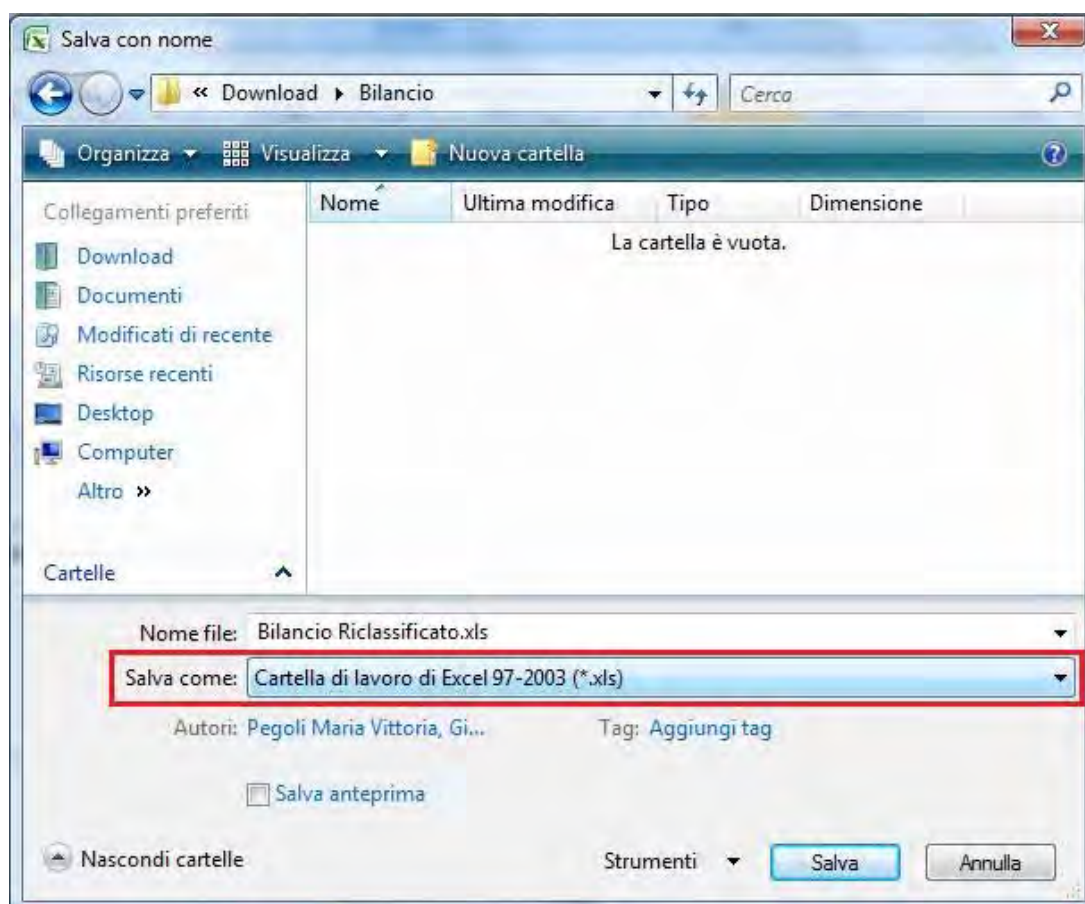 Salva con nome
« Download Bilancio
Cerca
Organizza Visualizza Nuova cartella
Collegamenti preferiti
Nome Ultima modifica Tipo Dimensione
La cartella è vuota.
Download
Documenti
Modificati di recente
Risorse recenti
Desktop
Computer
Altro »
Cartelle
Nome file: Bilancio Riclassificato.xls
Salva come: Cartella di lavoro di Excel 97-2003 (*.xls)
Autori: Pegoli Maria Vittoria, Gi... Tag: Aggiungi tag
Salva anteprima
Nascondi cartelle Strumenti Salva Annulla